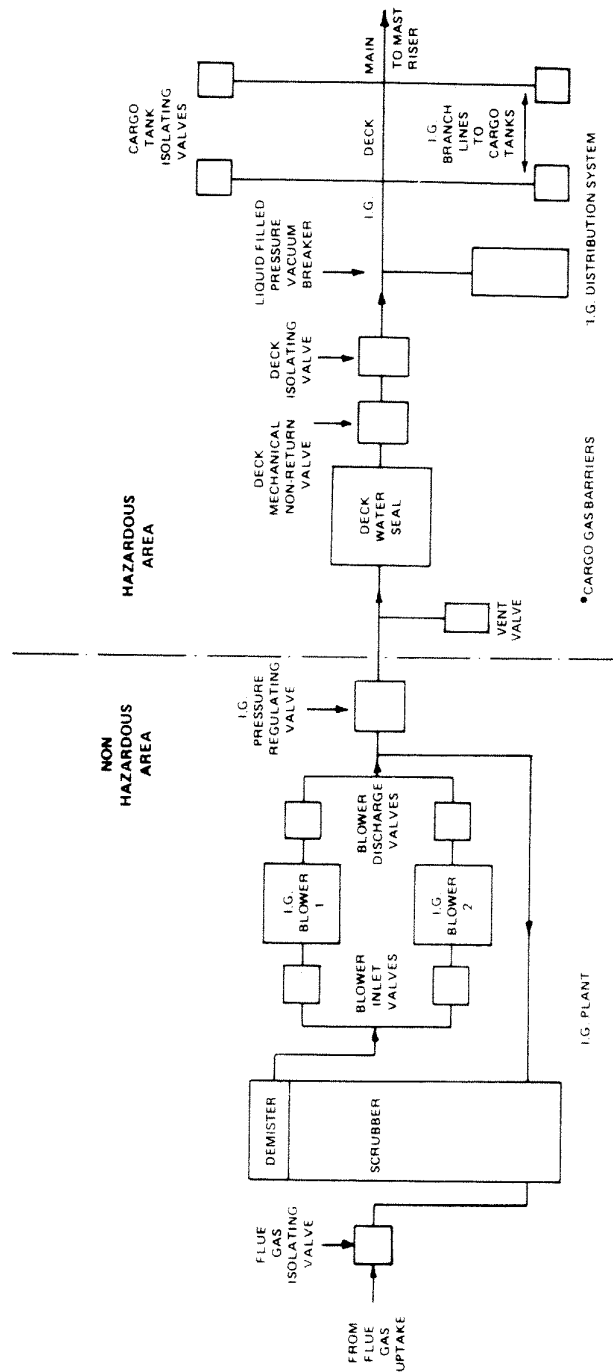 NON
HAZARDOUS
AREA
HAZARDOUS
AREA
FROM
FLUE
GAS
UPTAKE
FLUE
GAS
ISOLATING
VALVE
DEMISTER
SCRUBBER
BLOWER
INLET
VALVES
I.G.
BLOWER
1
I.G.
BLOWER
2
BLOWER
DISCHARGE
VALVES
I.G.
PRESSURE
REGULATING
VALVE
VENT
VALVE
DECK
WATER
SEAL
DECK
MECHANICAL
NON-RETURN
VALVE
DECK
ISOLATING
VALVE
LIQUID FILLED
PRESSURE
VACUUM
BREAKER
I.G. DECK MAIN
CARGO
TANK
ISOLATING
VALVES
TO MAST
RISER
I.G
BRANCH
LINES
TO
CARGO
TANKS
I.G. PLANT
•CARGO GAS BARRIERS
I.G. DISTRIBUTION SYSTEM